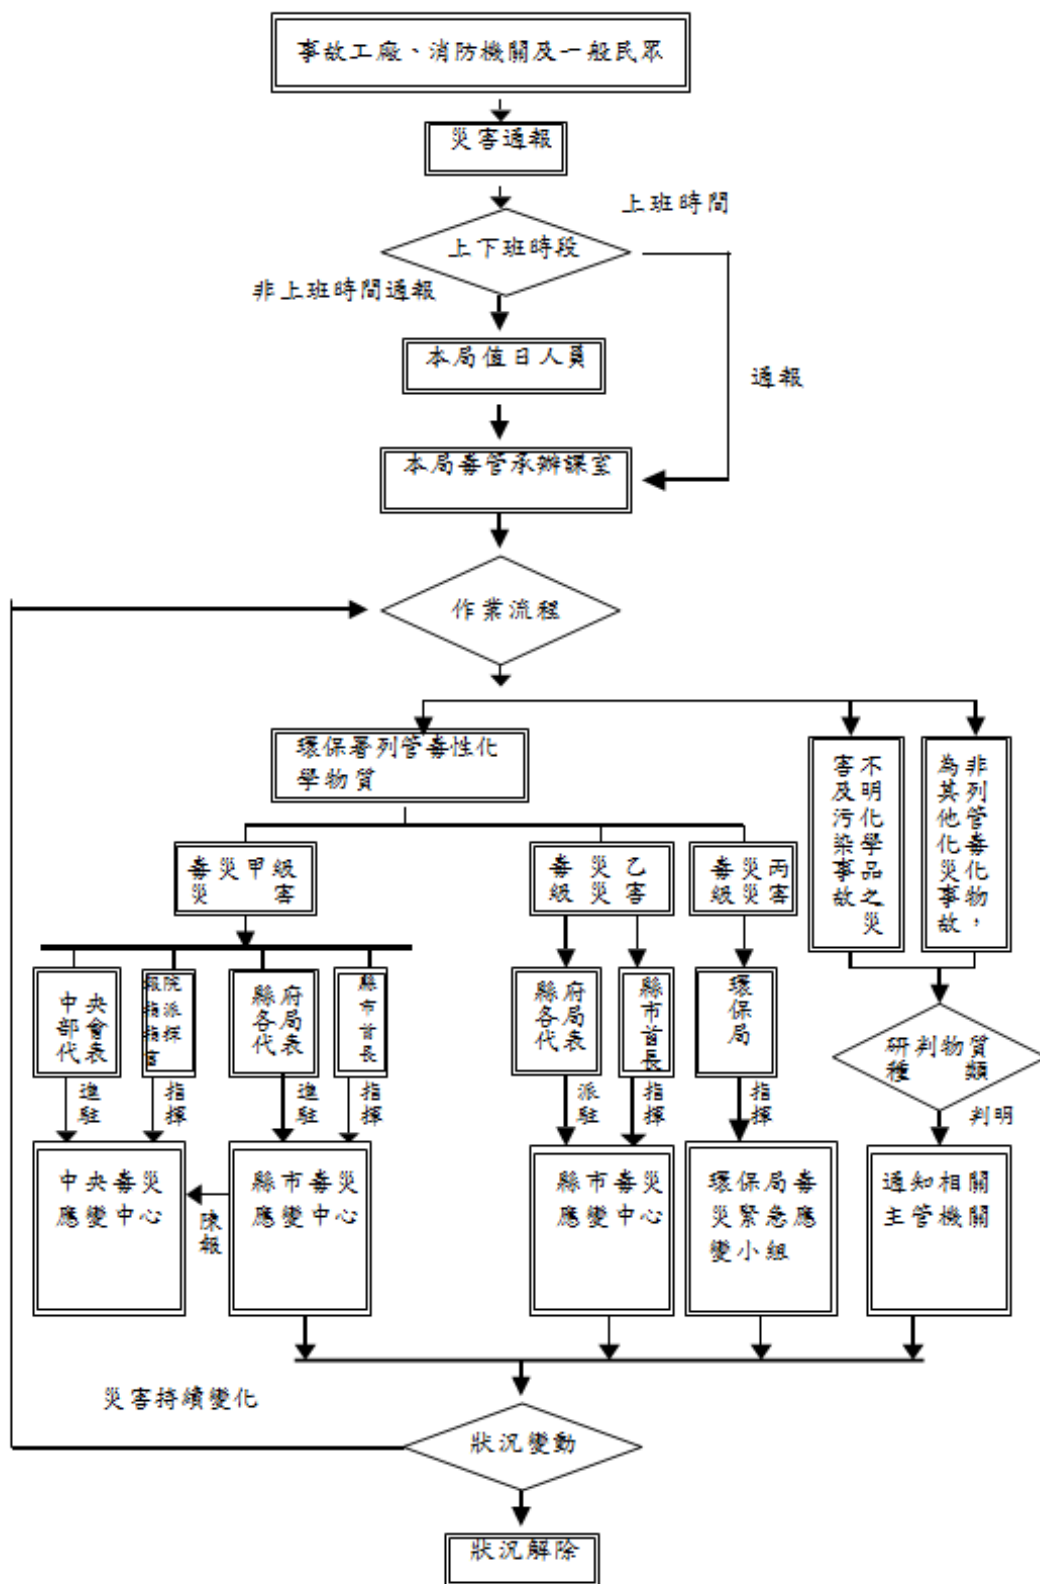 事故工廠、消防機關及一般民眾
災害通報
上班時間
上下班時段
非上班時間通報
本局值日人員
通報
本局毒管承辦課室
作業流程
環保署列管毒性化
學物質
不明化學品之災
害及污染事故
非列管毒化物，
為其他化災事故
毒災甲級
災害
毒災乙
級災害
毒災丙
級災害
中央
部會
代表
報院
指派
指揮
官
縣府
各局
代表
縣市首長
縣府
各局
代表
縣市首長
環保局
研判物質
種類
進駐
指揮
進駐
指揮
派駐
指揮
指揮
判明
中央毒災
應變中心
陳報
縣市毒災
應變中心
縣市毒災
應變中心
環保局毒
災緊急應
變小組
通知相關
主管機關
災害持續變化
狀況變動
狀況解除